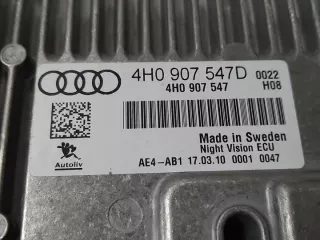 4H0 907 547D 0022
4H0 907 547 H08
Made in Sweden
Night Vision ECU
Autoliv AE4-AB1 17.03.10 0001 0047